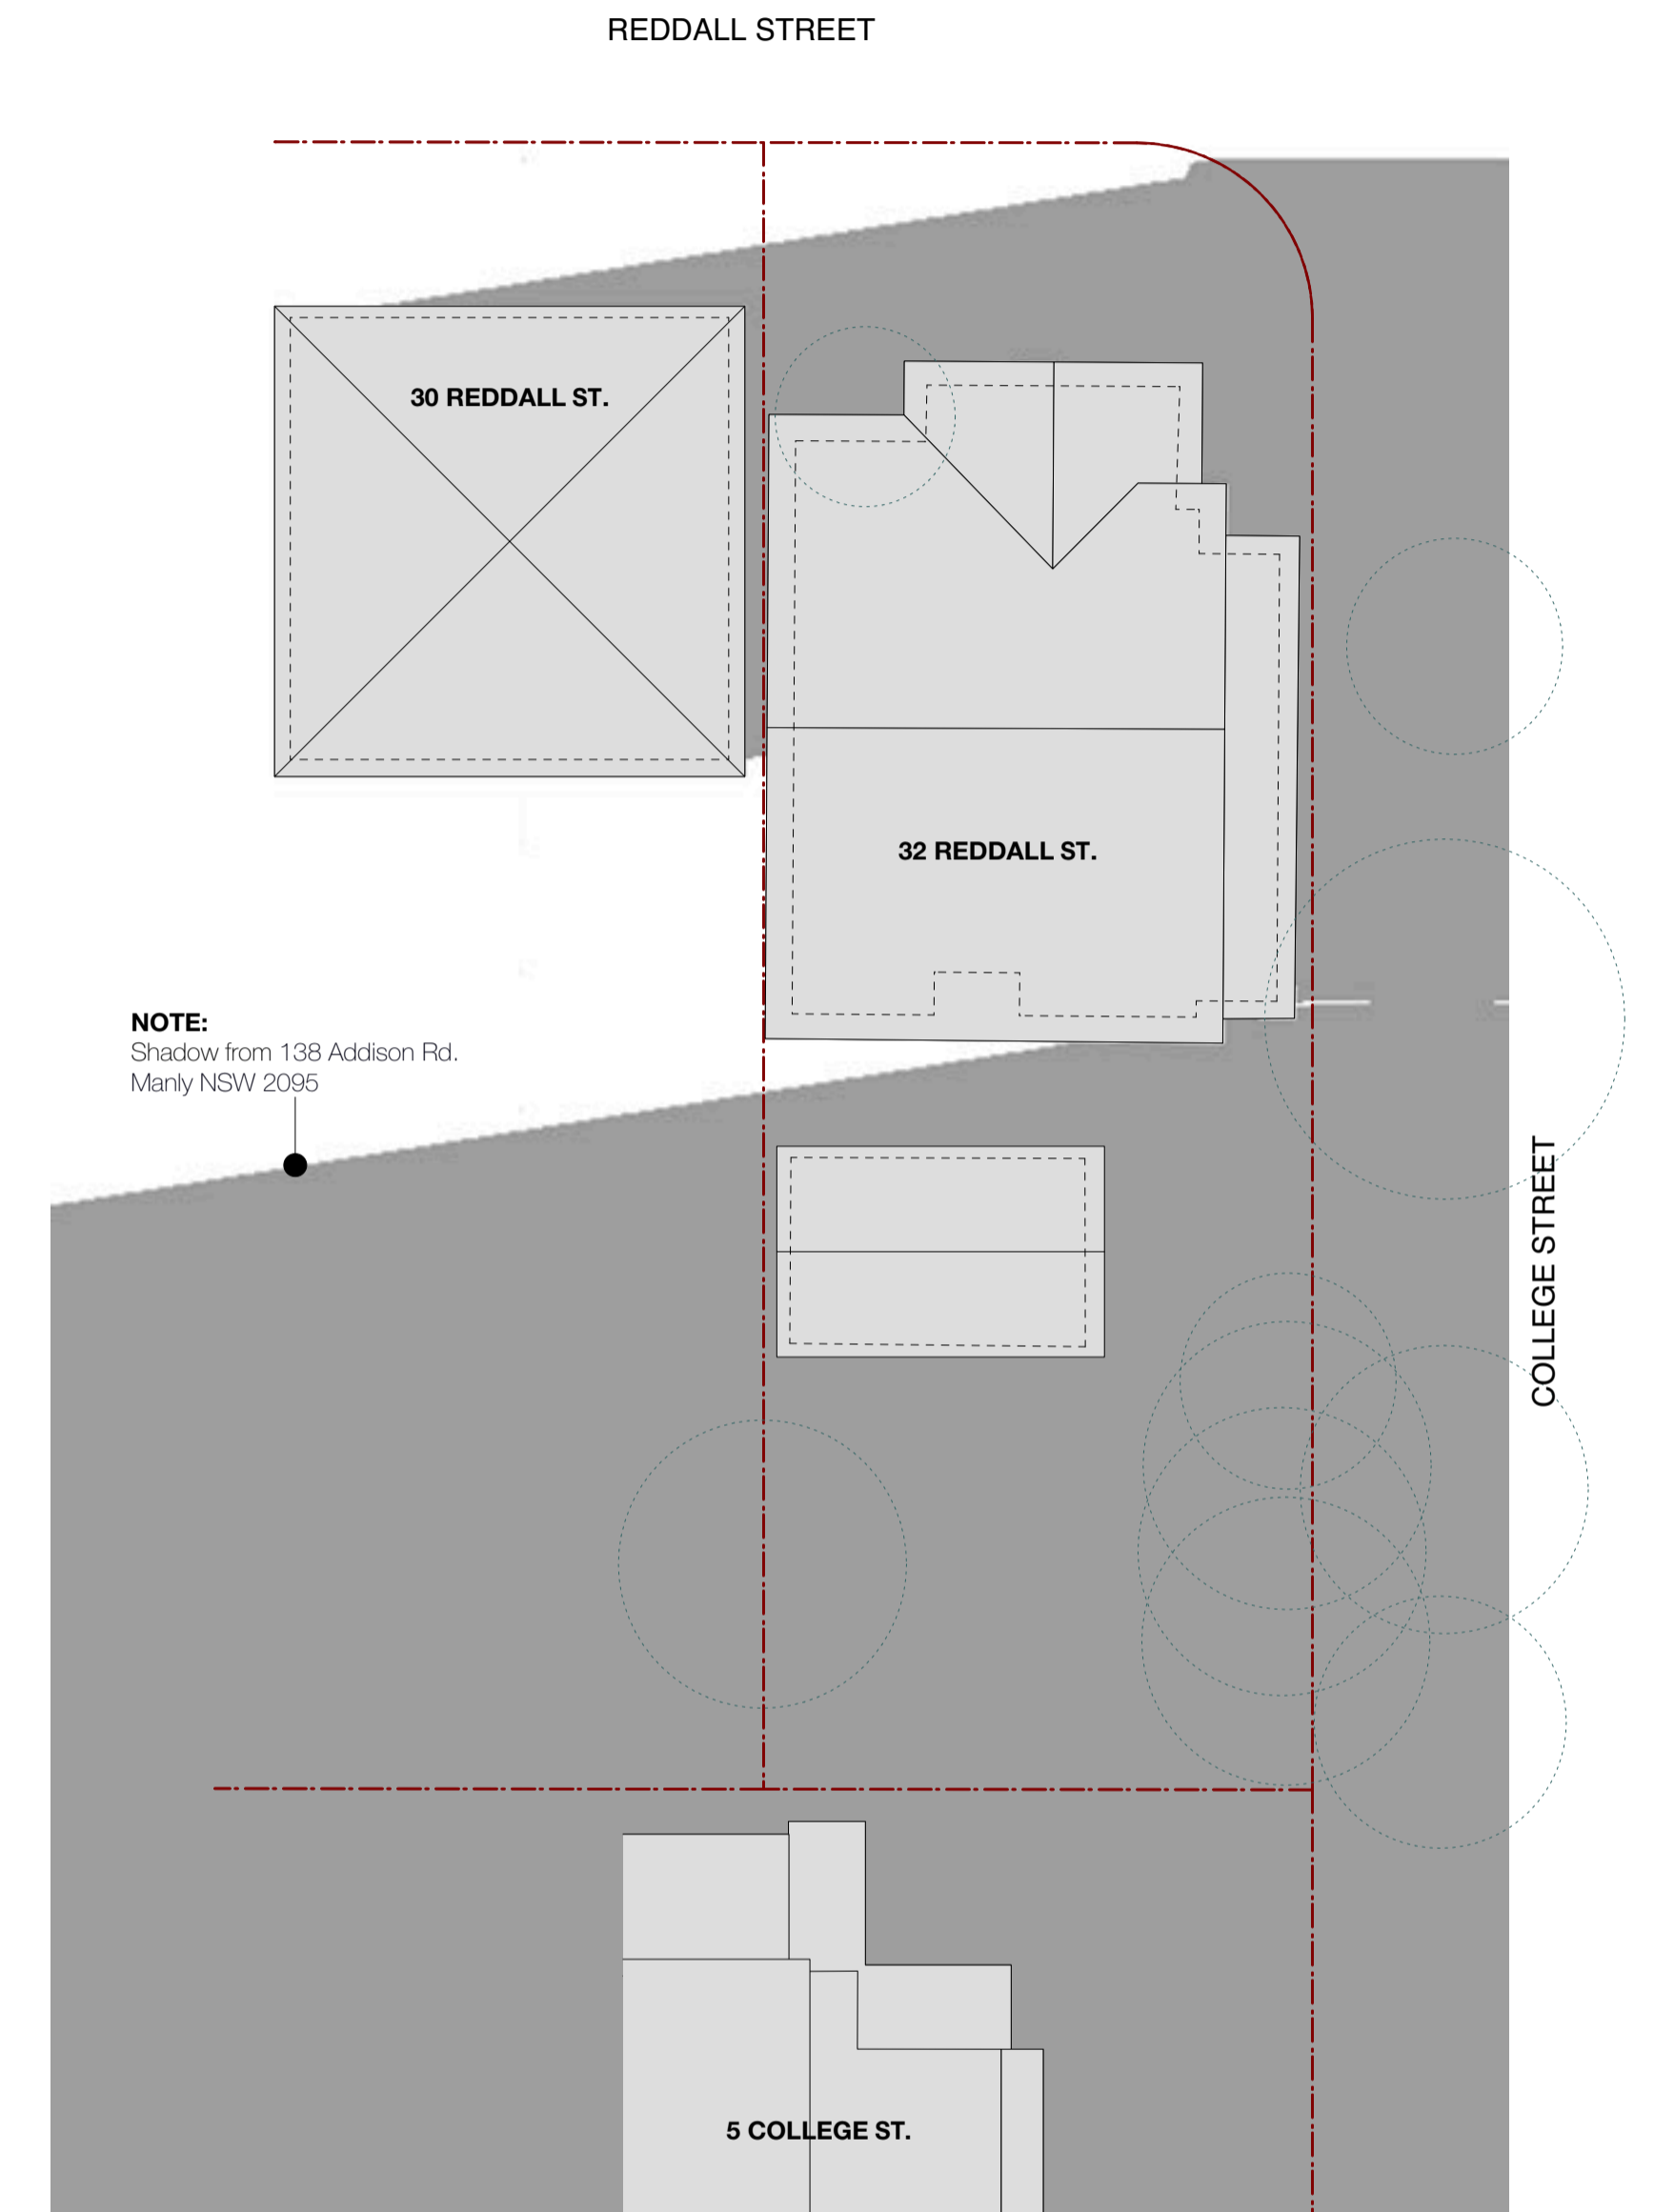 REDDALL STREET
30 REDDALL ST.
32 REDDALL ST.
NOTE:
Shadow from 138 Addison Rd.
Manly NSW 2095
COLLEGE STREET
5 COLLEGE ST.